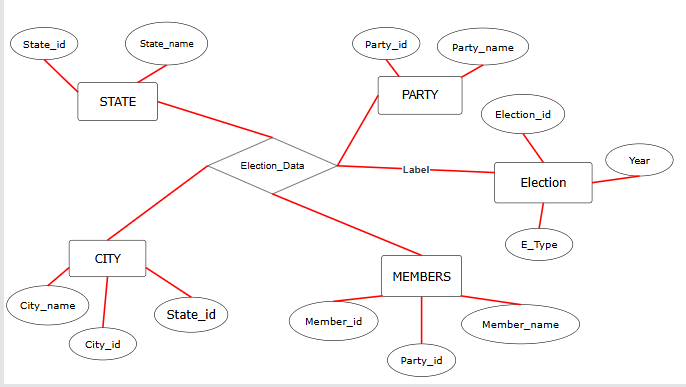 State_id
State_name
Party_id
Party_name
STATE
PARTY
Election_id
Election_Data
Label
Year
Election
E_Type
CITY
MEMBERS
City_name
State_id
City_id
Member_id
Member_name
Party_id